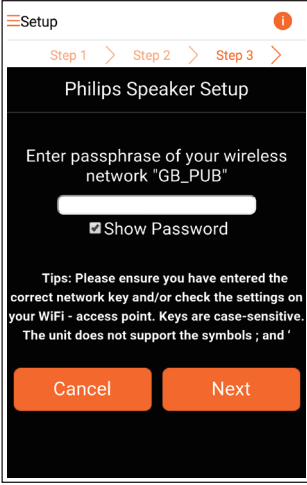 Setup
Step 1 Step 2 Step 3
Philips Speaker Setup
Enter passphrase of your wireless
network "GB_PUB"
Show Password
Tips: Please ensure you have entered the
correct network key and/or check the settings on
your WiFi - access point. Keys are case-sensitive.
The unit does not support the symbols ; and ‘
Cancel Next